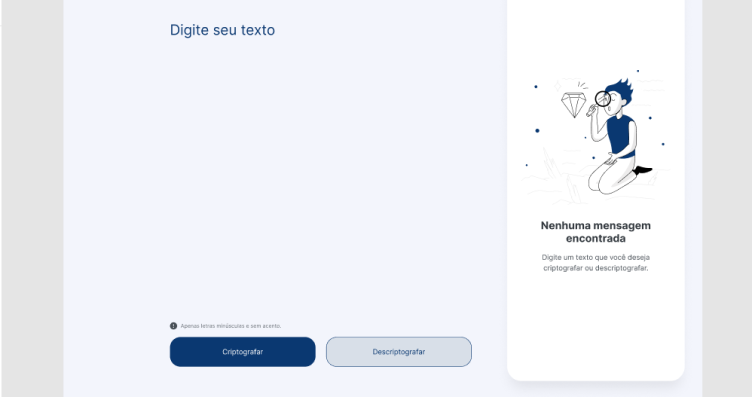 Digite seu texto
Nenhuma mensagem
encontrada
Digite um texto que você deseja
criptografar ou descriptografar.
Apenas letras minúsculas e sem acento.
Criptografar
Descriptografar